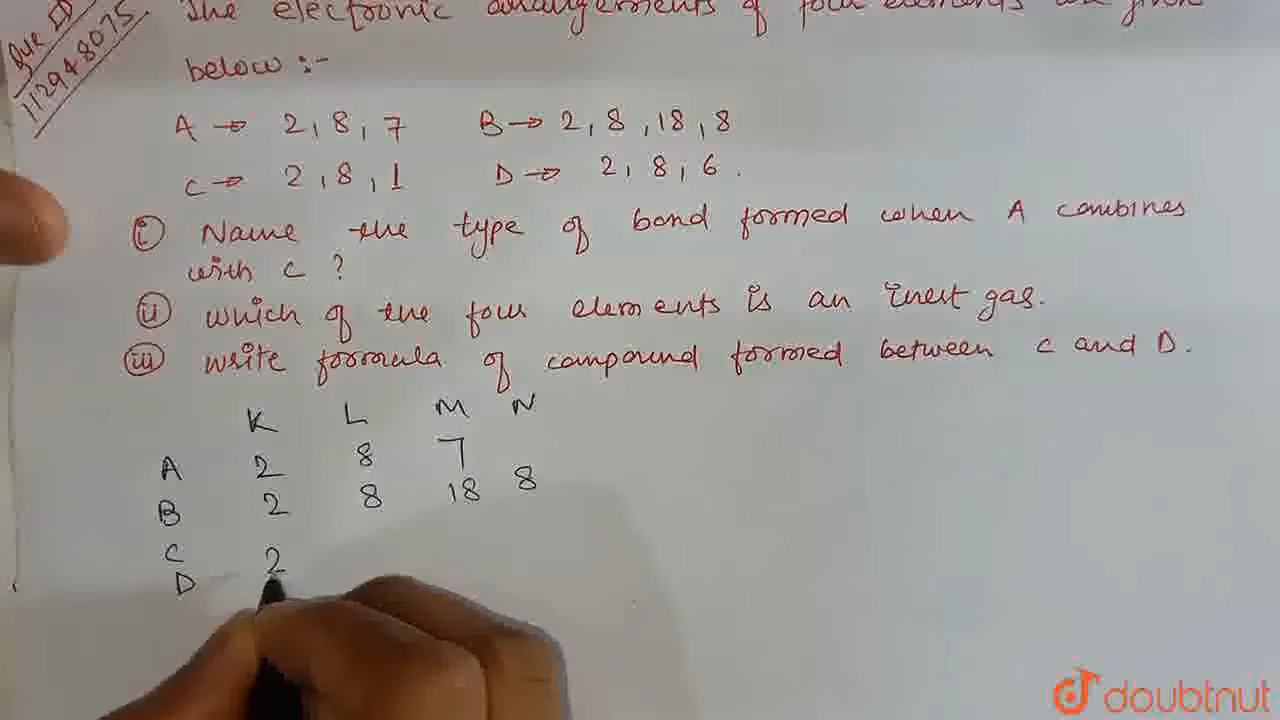 Que
112948075
The electronic arrangements of four elements are given
below :-
A → 2, 8, 7 B → 2, 8, 18, 8
C → 2, 8, 1 D → 2, 8, 6.
(i) Name the type of bond formed when A combines
with C ?
(ii) which of the four elements is an inert gas.
(iii) write formula of compound formed between C and D.
K L M N
A 2 8 7
B 2 8 18 8
C 2
D
doubtnut